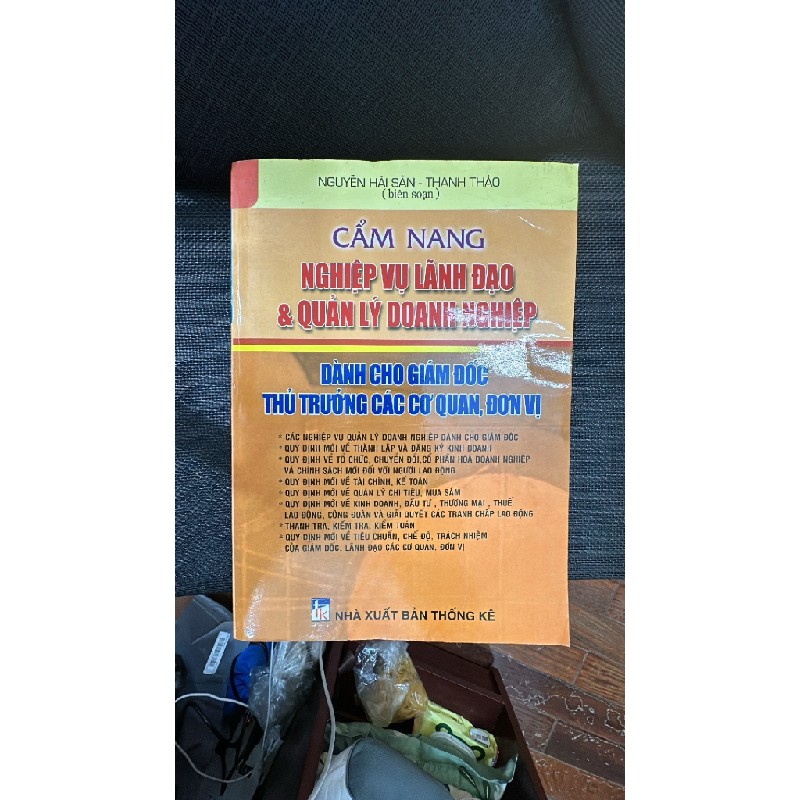 NGUYỄN HẢI SẢN - THANH THẢO
(biên soạn)
CẨM NANG
NGHIỆP VỤ LÃNH ĐẠO
& QUẢN LÝ DOANH NGHIỆP
DÀNH CHO GIÁM ĐỐC
THỦ TRƯỞNG CÁC CƠ QUAN, ĐƠN VỊ
* CÁC NGHIỆP VỤ QUẢN LÝ DOANH NGHIỆP DÀNH CHO GIÁM ĐỐC
* QUY ĐỊNH MỚI VỀ THÀNH LẬP VÀ ĐĂNG KÝ KINH DOANH
* QUY ĐỊNH VỀ TỔ CHỨC, CHUYỂN ĐỔI, CỔ PHẦN HOÁ DOANH NGHIỆP
VÀ CHÍNH SÁCH MỚI ĐỐI VỚI NGƯỜI LAO ĐỘNG
* QUY ĐỊNH MỚI VỀ TÀI CHÍNH, KẾ TOÁN
* QUY ĐỊNH MỚI VỀ QUẢN LÝ CHI TIÊU, MUA SẮM
* QUY ĐỊNH MỚI VỀ KINH DOANH, ĐẦU TƯ, THƯƠNG MẠI, THUẾ
LAO ĐỘNG, CÔNG ĐOÀN VÀ GIẢI QUYẾT CÁC TRANH CHẤP LAO ĐỘNG
* THANH TRA, KIỂM TRA, KIỂM TOÁN
* QUY ĐỊNH MỚI VỀ TIÊU CHUẨN, CHẾ ĐỘ, TRÁCH NHIỆM
CỦA GIÁM ĐỐC, LÃNH ĐẠO CÁC CƠ QUAN, ĐƠN VỊ
NHÀ XUẤT BẢN THỐNG KÊ